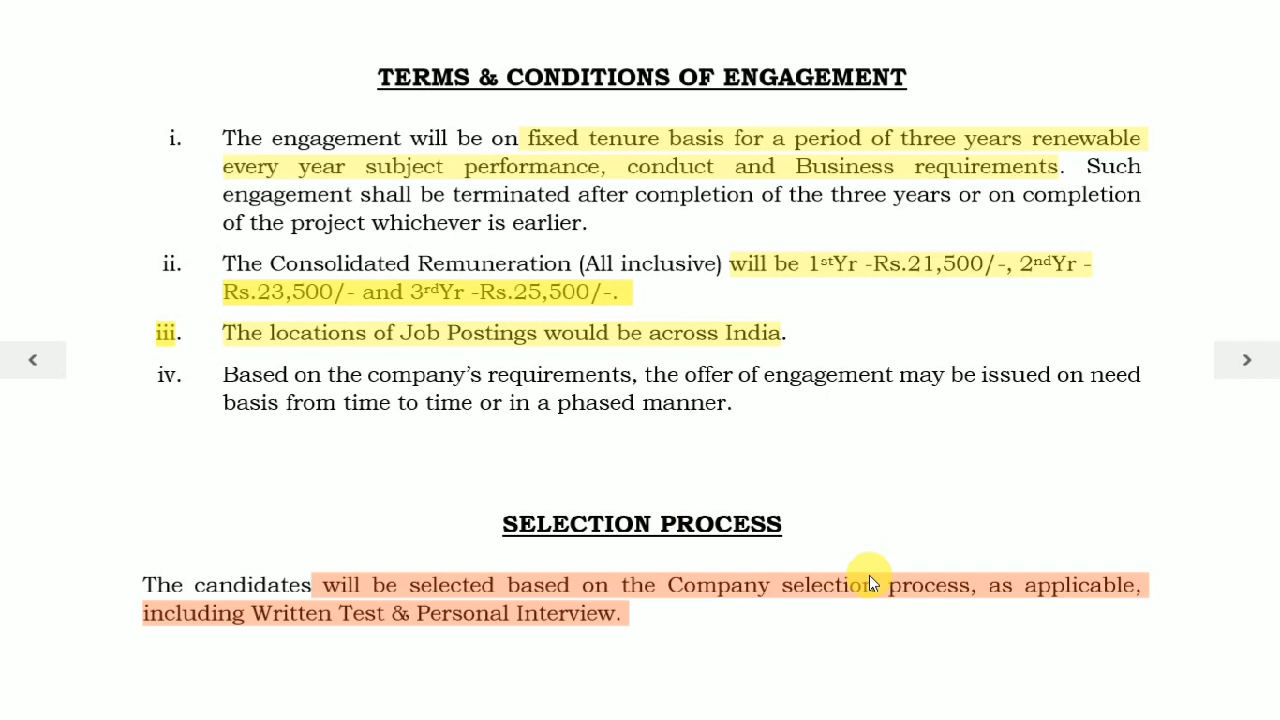 TERMS & CONDITIONS OF ENGAGEMENT
i. The engagement will be on fixed tenure basis for a period of three years renewable
every year subject performance, conduct and Business requirements. Such
engagement shall be terminated after completion of the three years or on completion
of the project whichever is earlier.
ii. The Consolidated Remuneration (All inclusive) will be 1stYr -Rs.21,500/-, 2ndYr -
Rs.23,500/- and 3rdYr -Rs.25,500/-.
iii. The locations of Job Postings would be across India.
iv. Based on the company's requirements, the offer of engagement may be issued on need
basis from time to time or in a phased manner.
SELECTION PROCESS
The candidates will be selected based on the Company selection process, as applicable,
including Written Test & Personal Interview.